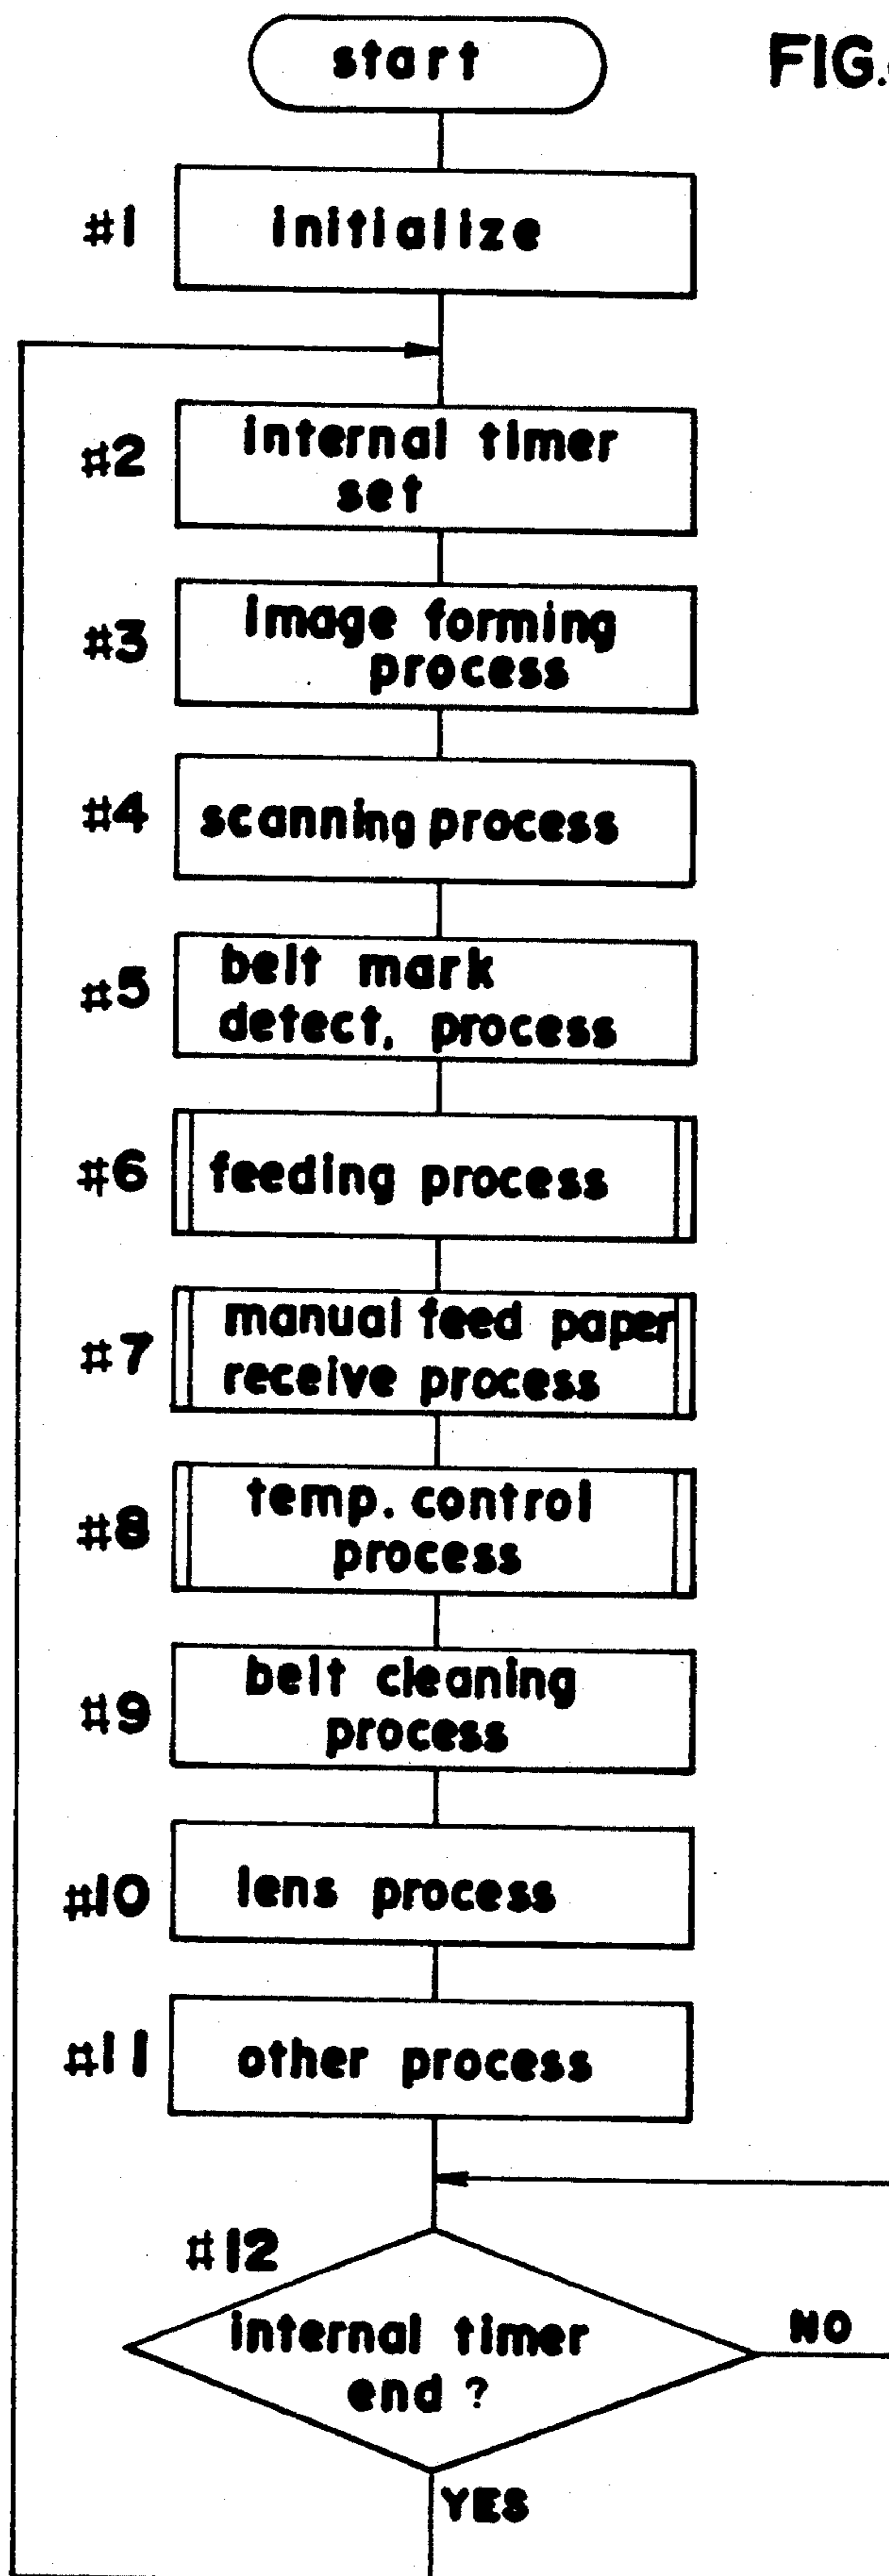 start
FIG.
#1
initialize
#2
internal timer
set
#3
image forming
process
#4
scanning process
#5
belt mark
detect. process
#6
feeding process
#7
manual feed paper
receive process
#8
temp. control
process
#9
belt cleaning
process
#10
lens process
#11
other process
#12
internal timer
end ?
NO
YES